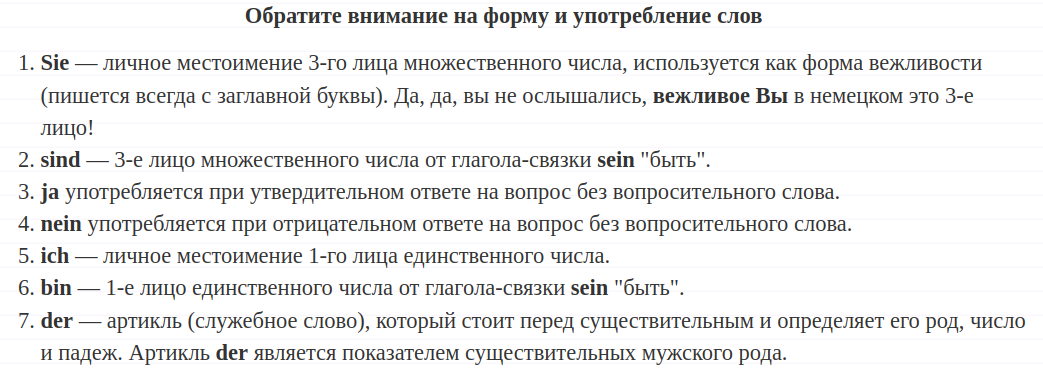 Обратите внимание на форму и употребление слов
1. Sie — личное местоимение 3-го лица множественного числа, используется как форма вежливости
(пишется всегда с заглавной буквы). Да, да, вы не ослышались, вежливое Вы в немецком это 3-е
лицо!
2. sind — 3-е лицо множественного числа от глагола-связки sein "быть".
3. ja употребляется при утвердительном ответе на вопрос без вопросительного слова.
4. nein употребляется при отрицательном ответе на вопрос без вопросительного слова.
5. ich — личное местоимение 1-го лица единственного числа.
6. bin — 1-е лицо единственного числа от глагола-связки sein "быть".
7. der — артикль (служебное слово), который стоит перед существительным и определяет его род, число
и падеж. Артикль der является показателем существительных мужского рода.